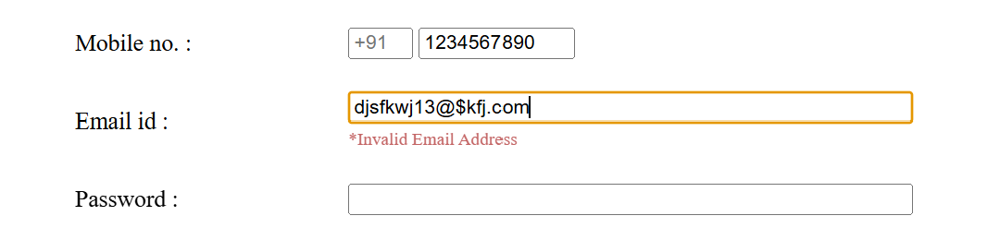 Mobile no. : +91 1234567890
Email id : djsfkwj13@$kfj.com
*Invalid Email Address
Password :